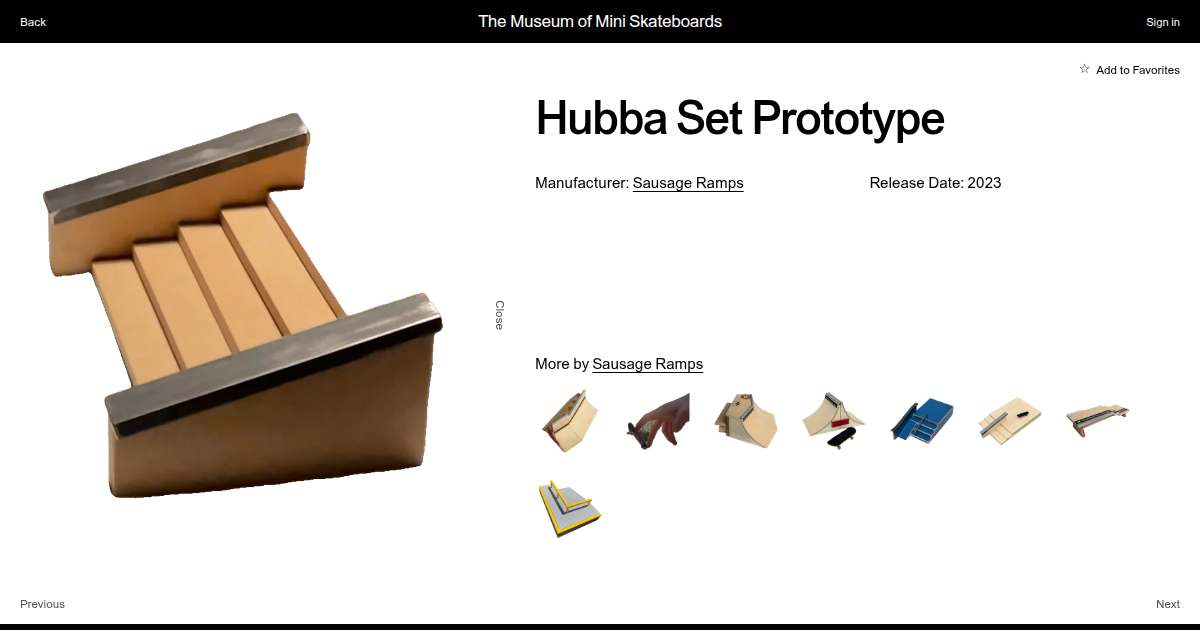 Back
The Museum of Mini Skateboards
Sign in
☆ Add to Favorites
Hubba Set Prototype
Manufacturer: Sausage Ramps
Release Date: 2023
Close
More by Sausage Ramps
Previous
Next